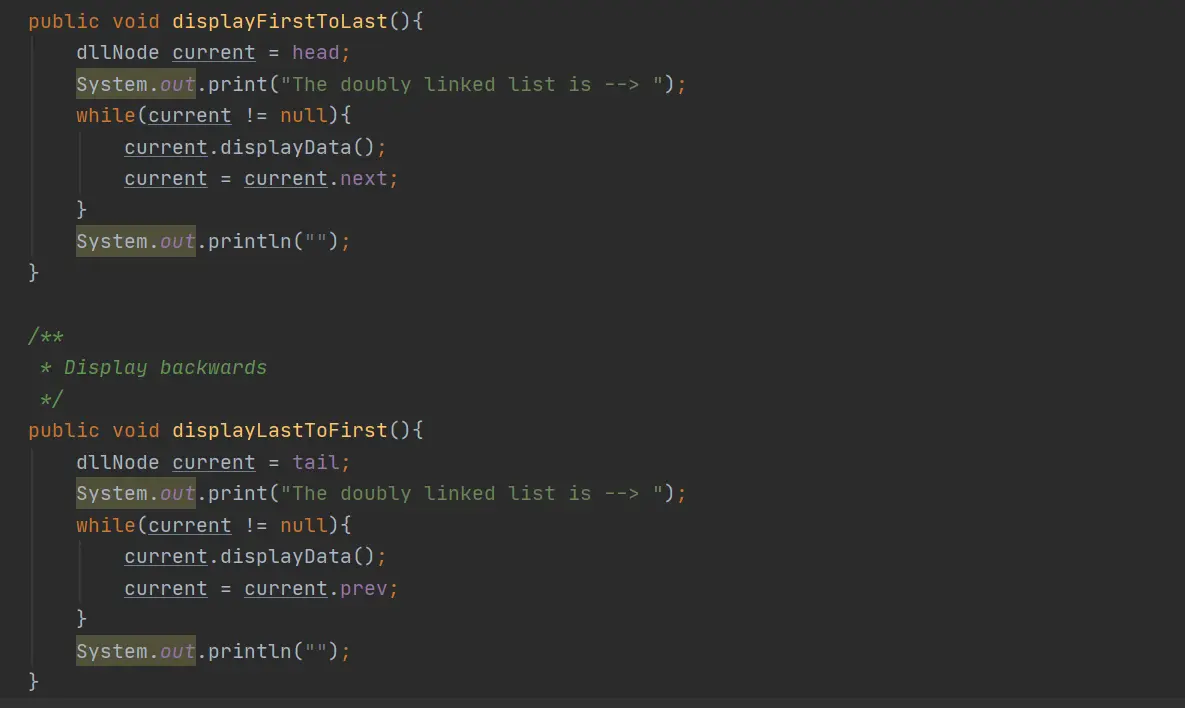 public void displayFirstToLast(){
    dllNode current = head;
    System.out.print("The doubly linked list is --> ");
    while(current != null){
        current.displayData();
        current = current.next;
    }
    System.out.println("");
}

/**
 * Display backwards
 */
public void displayLastToFirst(){
    dllNode current = tail;
    System.out.print("The doubly linked list is --> ");
    while(current != null){
        current.displayData();
        current = current.prev;
    }
    System.out.println("");
}